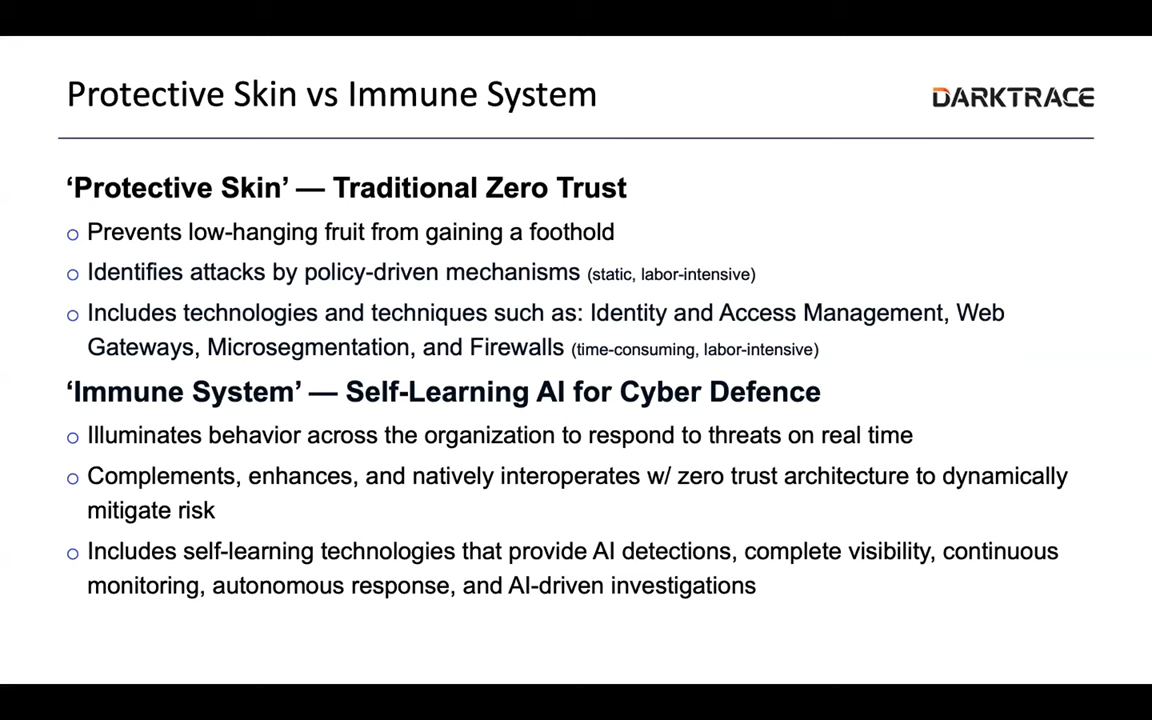 Protective Skin vs Immune System
DARKTRACE
‘Protective Skin’ — Traditional Zero Trust
Prevents low-hanging fruit from gaining a foothold
Identifies attacks by policy-driven mechanisms (static, labor-intensive)
Includes technologies and techniques such as: Identity and Access Management, Web
Gateways, Microsegmentation, and Firewalls (time-consuming, labor-intensive)
‘Immune System’ — Self-Learning AI for Cyber Defence
Illuminates behavior across the organization to respond to threats on real time
Complements, enhances, and natively interoperates w/ zero trust architecture to dynamically
mitigate risk
Includes self-learning technologies that provide AI detections, complete visibility, continuous
monitoring, autonomous response, and AI-driven investigations